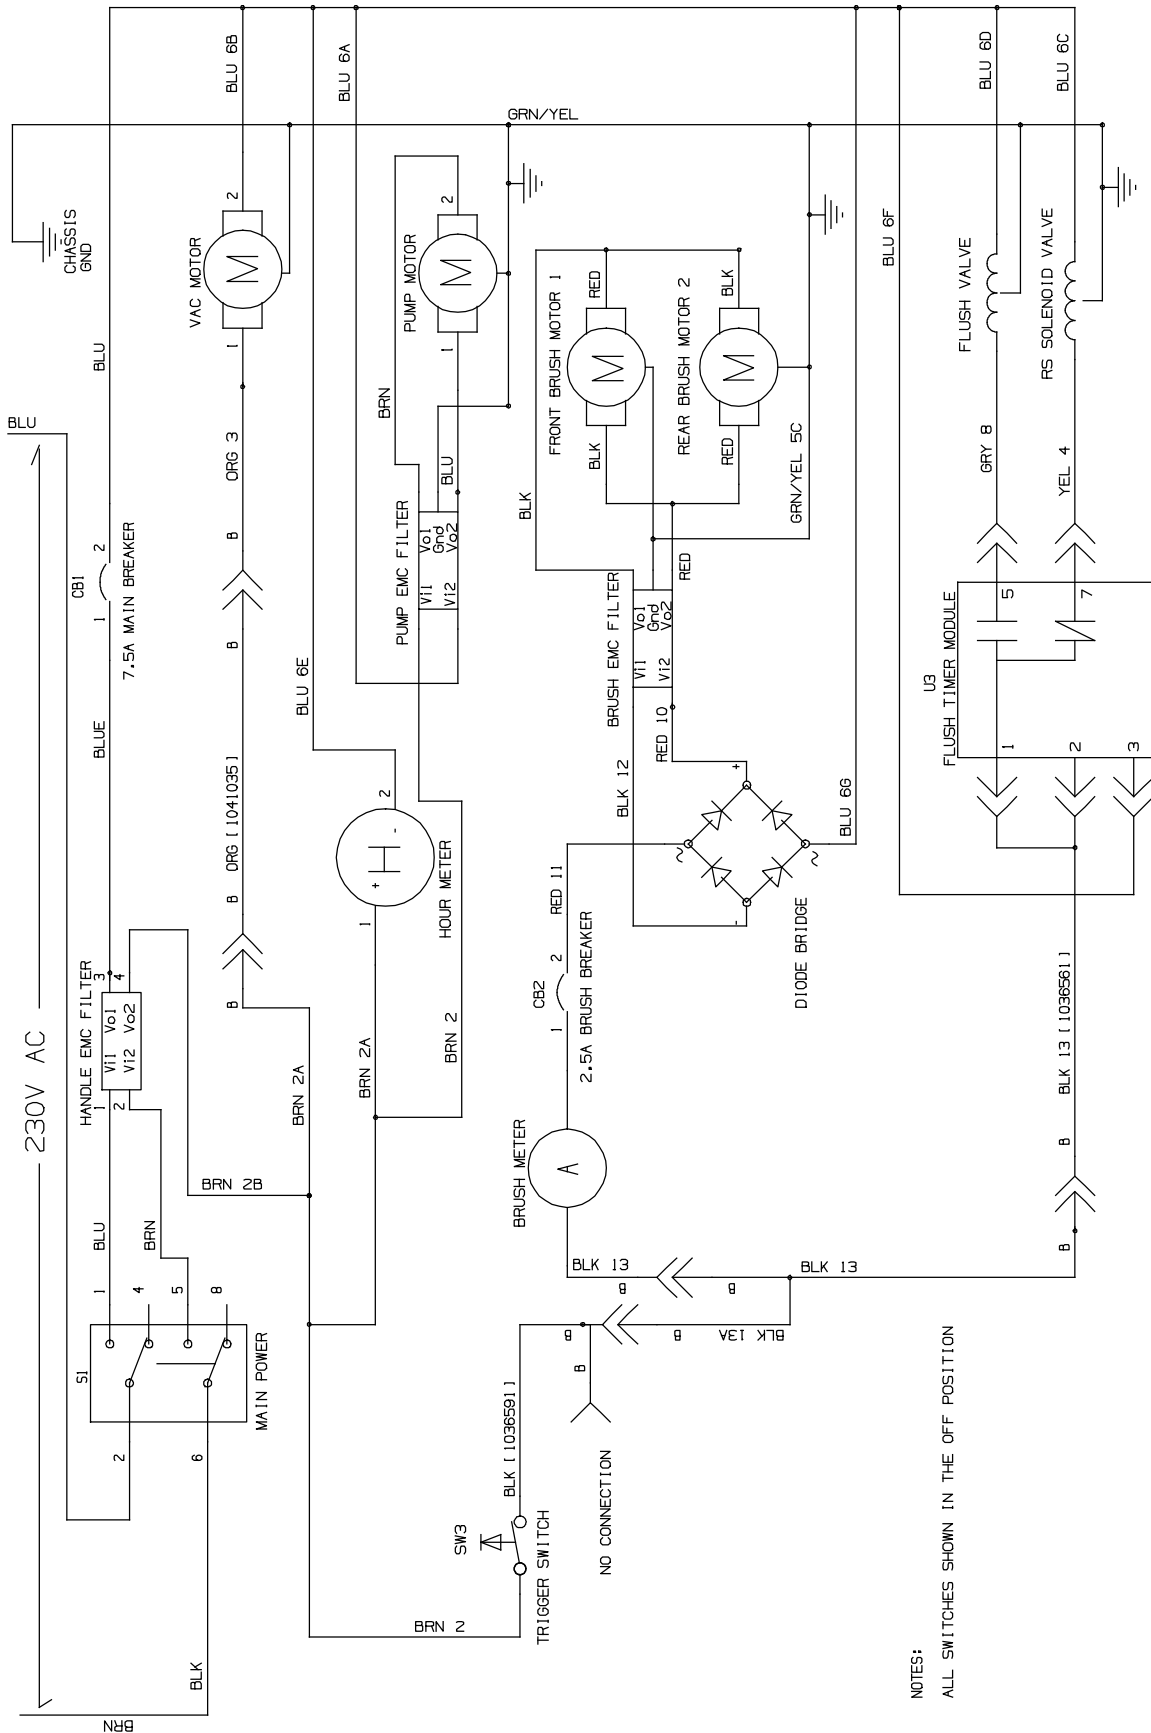 230V AC
BLU
BRN
BLK
S1
MAIN POWER
2
6
1
4
5
8
BLU
BRN
BRN 2B
HANDLE EMC FILTER
1
2
Vi1 Vo1
Vi2 Vo2
3
4
BLUE
CB1
1
2
7.5A MAIN BREAKER
BLU
CHASSIS
GND
BRN 2A
B
B
ORG [1041035]
B
B
ORG 3
VAC MOTOR
1
M
2
BLU 6B
BLU 6E
BLU 6A
GRN/YEL
BRN 2A
HOUR METER
1
+
H
-
2
BRN 2
PUMP EMC FILTER
Vi1
Vi2
Vo1
Gnd
Vo2
BRN
BLU
PUMP MOTOR
1
M
2
BRN 2
SW3
TRIGGER SWITCH
BLK [1036591]
NO CONNECTION
B
B
B
BLK 13A
BLK 13
B
B
BLK 13
BRUSH METER
A
CB2
1
2
2.5A BRUSH BREAKER
RED 11
DIODE BRIDGE
~
~
+
-
BLK 12
RED 10
BLU 6G
BRUSH EMC FILTER
Vi1
Vi2
Vo1
Gnd
Vo2
BLK
RED
FRONT BRUSH MOTOR 1
BLK
M
RED
REAR BRUSH MOTOR 2
RED
M
BLK
GRN/YEL 5C
BLU 6F
B
B
BLK 13 [1036561]
U3
FLUSH TIMER MODULE
1
2
3
5
7
GRY 8
FLUSH VALVE
BLU 6D
YEL 4
RS SOLENOID VALVE
BLU 6C
NOTES:
ALL SWITCHES SHOWN IN THE OFF POSITION